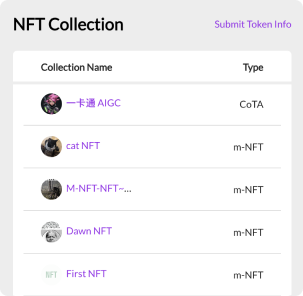 NFT Collection
Submit Token Info
Collection Name Type
一卡通 AIGC CoTA
cat NFT m-NFT
M-NFT-NFT~... m-NFT
Dawn NFT m-NFT
NFT First NFT m-NFT